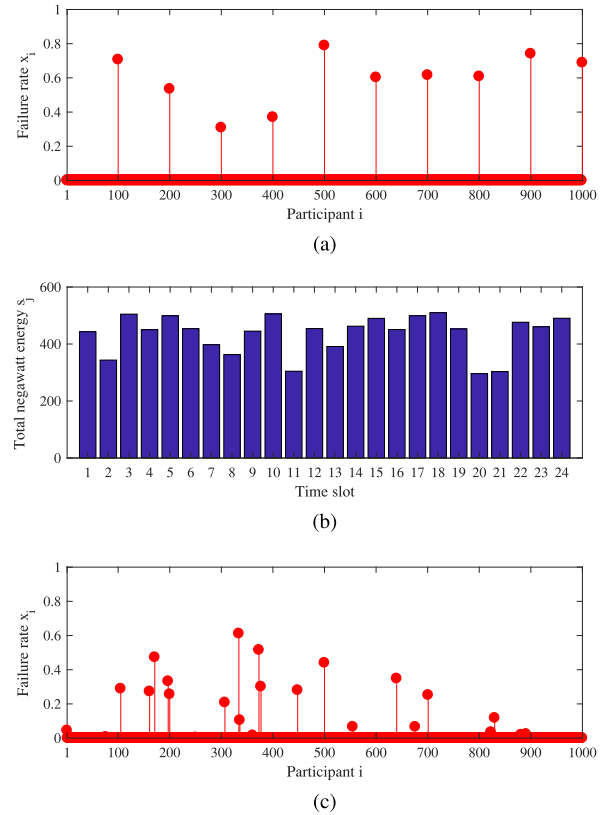 1
0.8
0.6
0.4
0.2
0
Failure rate x_i
1 100 200 300 400 500 600 700 800 900 1000
Participant i
(a)
600
400
200
0
Total negawatt energy s_j
1 2 3 4 5 6 7 8 9 10 11 12 13 14 15 16 17 18 19 20 21 22 23 24
Time slot
(b)
1
0.8
0.6
0.4
0.2
0
Failure rate x_i
1 100 200 300 400 500 600 700 800 900 1000
Participant i
(c)